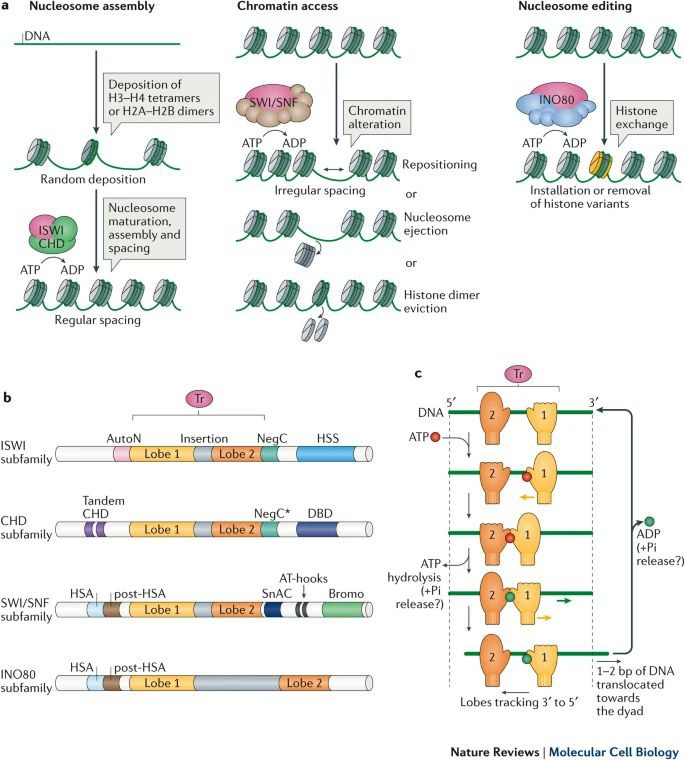 a
Nucleosome assembly
DNA
Deposition of
H3–H4 tetramers
or H2A–H2B dimers
Random deposition
ISWI
CHD
ATP
ADP
Nucleosome
maturation,
assembly and
spacing
Regular spacing
Chromatin access
SWI/SNF
ATP
ADP
Chromatin
alteration
Repositioning
Irregular spacing
or
Nucleosome
ejection
or
Histone dimer
eviction
Nucleosome editing
INO80
ATP
ADP
Histone
exchange
Installation or removal
of histone variants
b
Tr
ISWI
subfamily
AutoN
Lobe 1
Insertion
Lobe 2
NegC
HSS
CHD
subfamily
Tandem
CHD
Lobe 1
Lobe 2
NegC*
DBD
SWI/SNF
subfamily
HSA
post-HSA
Lobe 1
Lobe 2
SnAC
AT-hooks
Bromo
INO80
subfamily
HSA
post-HSA
Lobe 1
Lobe 2
c
Tr
5′
3′
DNA
2
1
ATP
2
1
2
1
ATP
hydrolysis
(+Pi
release?)
2
1
ADP
(+Pi
release?)
2
1
Lobes tracking 3′ to 5′
1–2 bp of DNA
translocated
towards
the dyad
Nature Reviews | Molecular Cell Biology